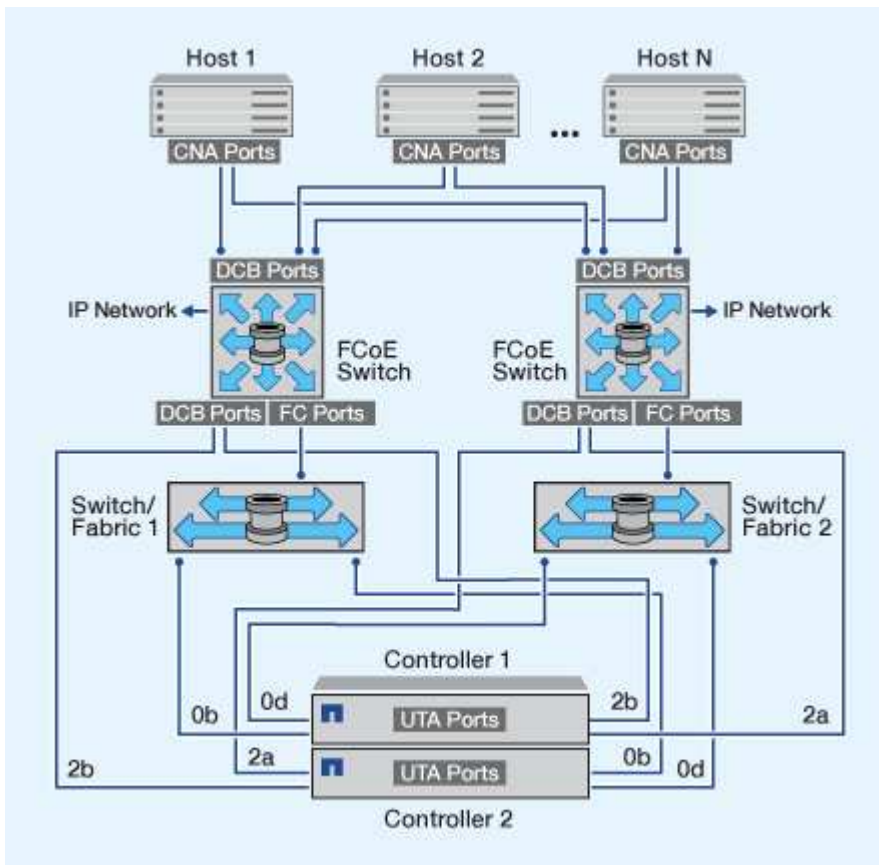 Host 1
Host 2
Host N
...
CNA Ports
CNA Ports
CNA Ports
DCB Ports
DCB Ports
IP Network
IP Network
FCoE
Switch
FCoE
Switch
DCB Ports
FC Ports
DCB Ports
FC Ports
Switch/
Fabric 1
Switch/
Fabric 2
Controller 1
0b
0d
UTA Ports
2b
2a
2b
2a
UTA Ports
0b
0d
Controller 2